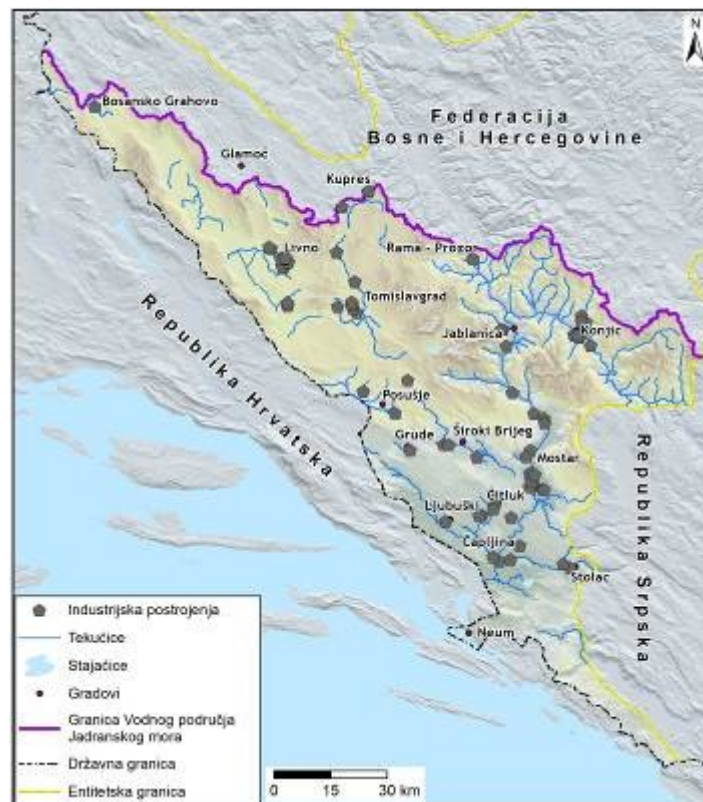 N
Bosansko Grahovo
Federacija
Bosne i Hercegovine
Glamoč
Kupres
Livno
Rama - Prozor
Tomislavgrad
Jablanica
Konjic
Republika Hrvatska
Posušje
Grude
Široki Brijeg
Mostar
Republika Srpska
Čitluk
Ljubuški
Čapljina
Stolac
Neum
Industrijska postrojenja
Tekućice
Stajaćice
Gradovi
Granica Vodnog područja
Jadranskog mora
Državna granica
Entitetska granica
0 15 30 km